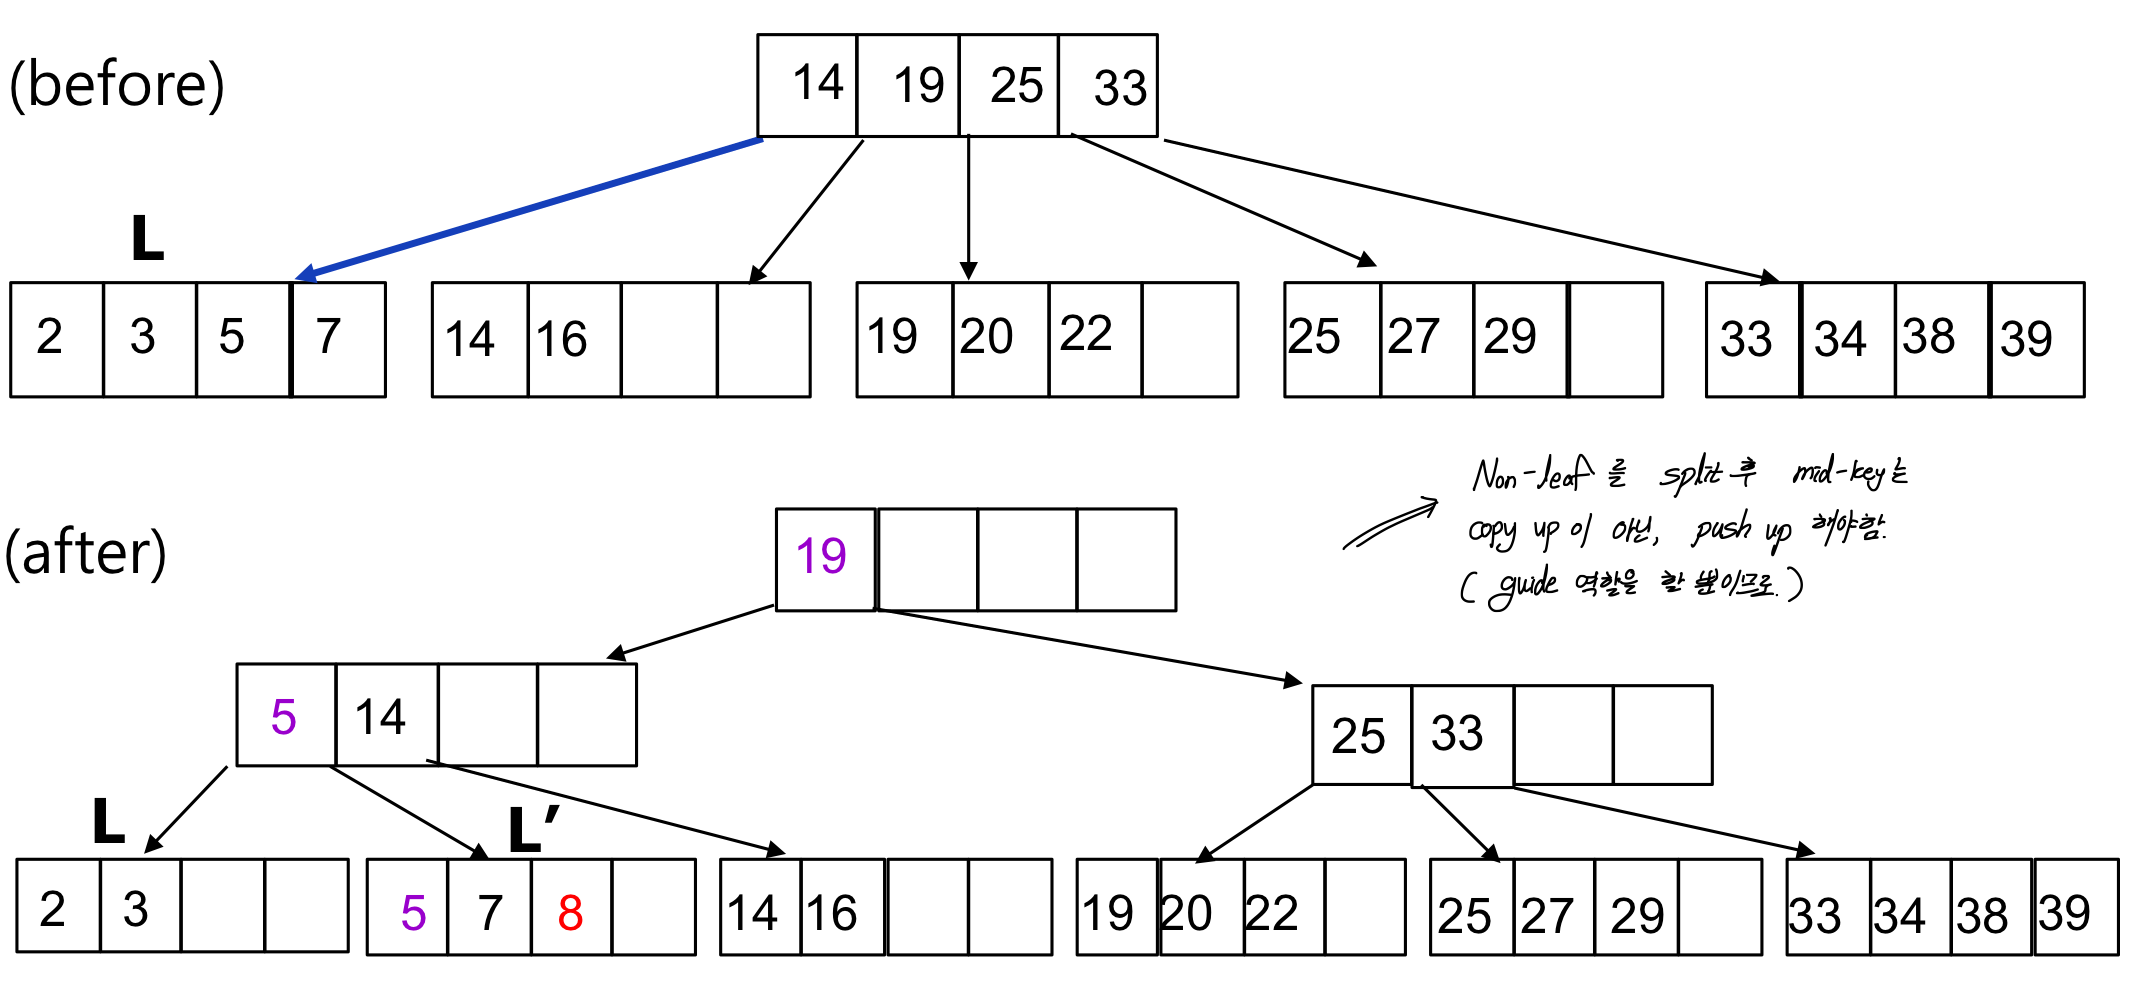 (before)
14 19 25 33
L
2 3 5 7
14 16
19 20 22
25 27 29
33 34 38 39
Non-leaf를 split 후 mid-key는
copy up이 아닌, push up 해야함.
( guide 역할을 할 뿐이므로.)
(after)
19
5 14
25 33
L
L’
2 3
5 7 8
14 16
19 20 22
25 27 29
33 34 38 39